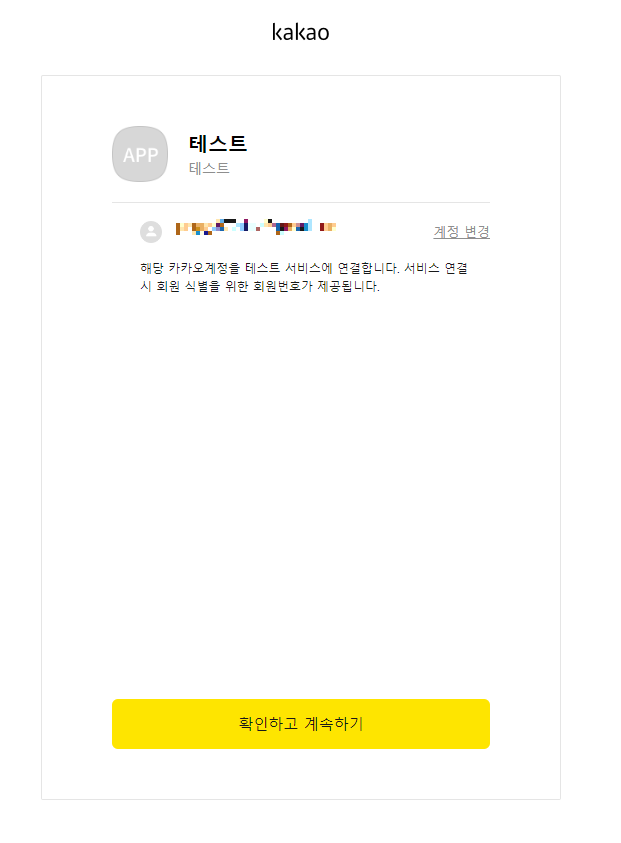 kakao
APP
테스트
테스트
계정 변경
해당 카카오계정을 테스트 서비스에 연결합니다. 서비스 연결
시 회원 식별을 위한 회원번호가 제공됩니다.
확인하고 계속하기